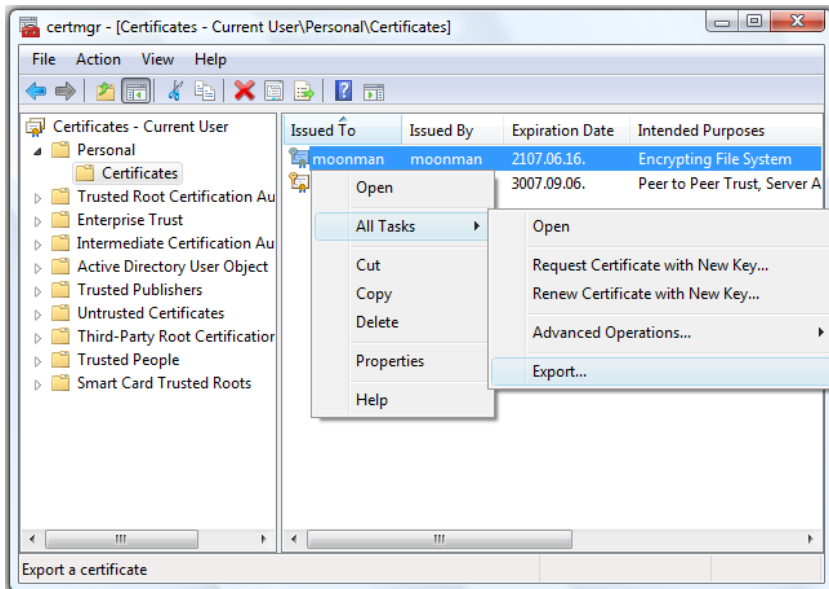 certmgr - [Certificates - Current User\Personal\Certificates]
File Action View Help
Certificates - Current User
Personal
Certificates
Trusted Root Certification Au
Enterprise Trust
Intermediate Certification Au
Active Directory User Object
Trusted Publishers
Untrusted Certificates
Third-Party Root Certification
Trusted People
Smart Card Trusted Roots
Issued To Issued By Expiration Date Intended Purposes
moonman moonman 2107.06.16. Encrypting File System
3007.09.06. Peer to Peer Trust, Server A
Open
All Tasks
Cut
Copy
Delete
Properties
Help
Open
Request Certificate with New Key...
Renew Certificate with New Key...
Advanced Operations...
Export...
Export a certificate